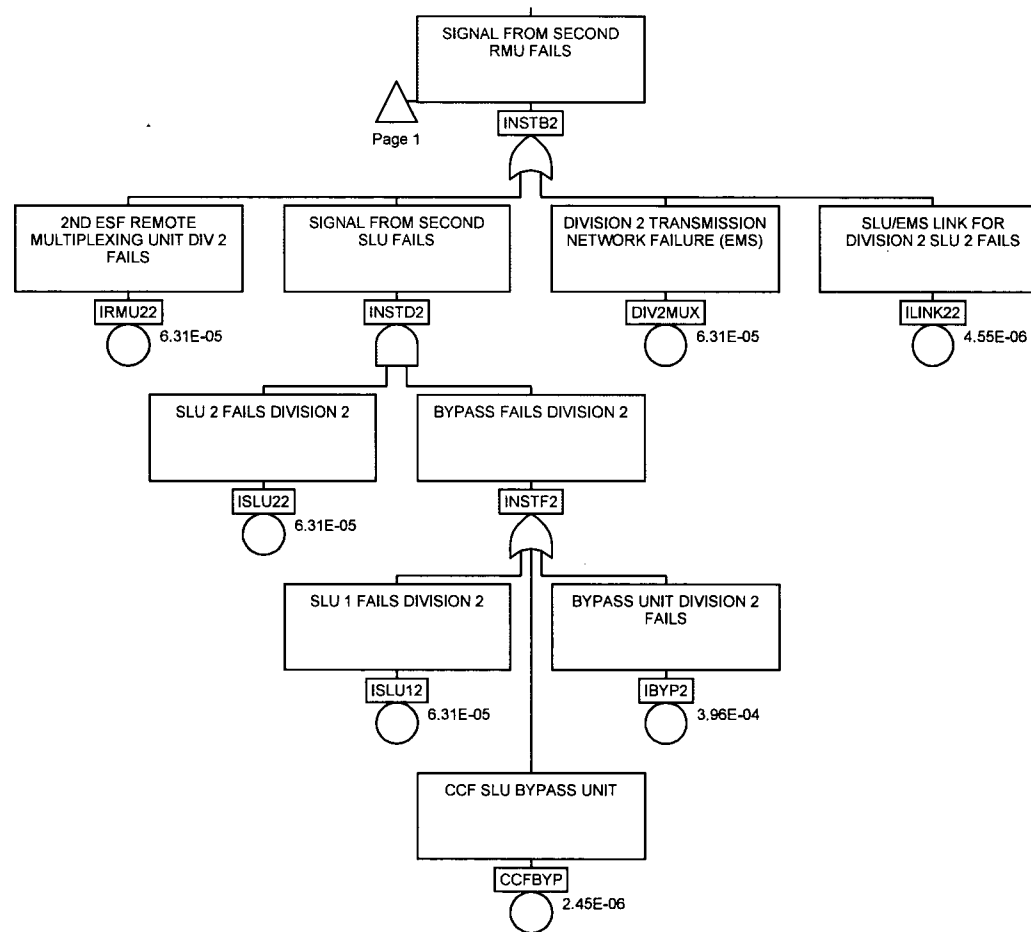 SIGNAL FROM SECOND
RMU FAILS
Page 1
INSTB2
2ND ESF REMOTE
MULTIPLEXING UNIT DIV 2
FAILS
SIGNAL FROM SECOND
SLU FAILS
DIVISION 2 TRANSMISSION
NETWORK FAILURE (EMS)
SLU/EMS LINK FOR
DIVISION 2 SLU 2 FAILS
IRMU22
6.31E-05
INSTD2
DIV2MUX
6.31E-05
ILINK22
4.55E-06
SLU 2 FAILS DIVISION 2
BYPASS FAILS DIVISION 2
ISLU22
6.31E-05
INSTF2
SLU 1 FAILS DIVISION 2
BYPASS UNIT DIVISION 2
FAILS
ISLU12
6.31E-05
IBYP2
3.96E-04
CCF SLU BYPASS UNIT
CCFBYP
2.45E-06